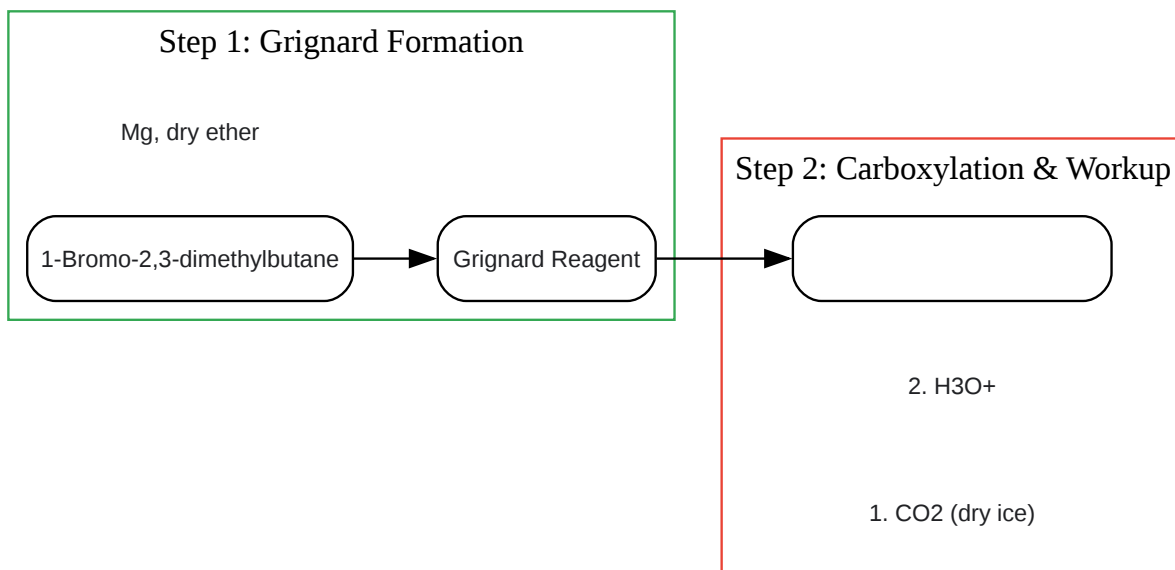 Step 1: Grignard Formation
Mg, dry ether
1-Bromo-2,3-dimethylbutane
Grignard Reagent
Step 2: Carboxylation & Workup
2. H3O+
1. CO2 (dry ice)